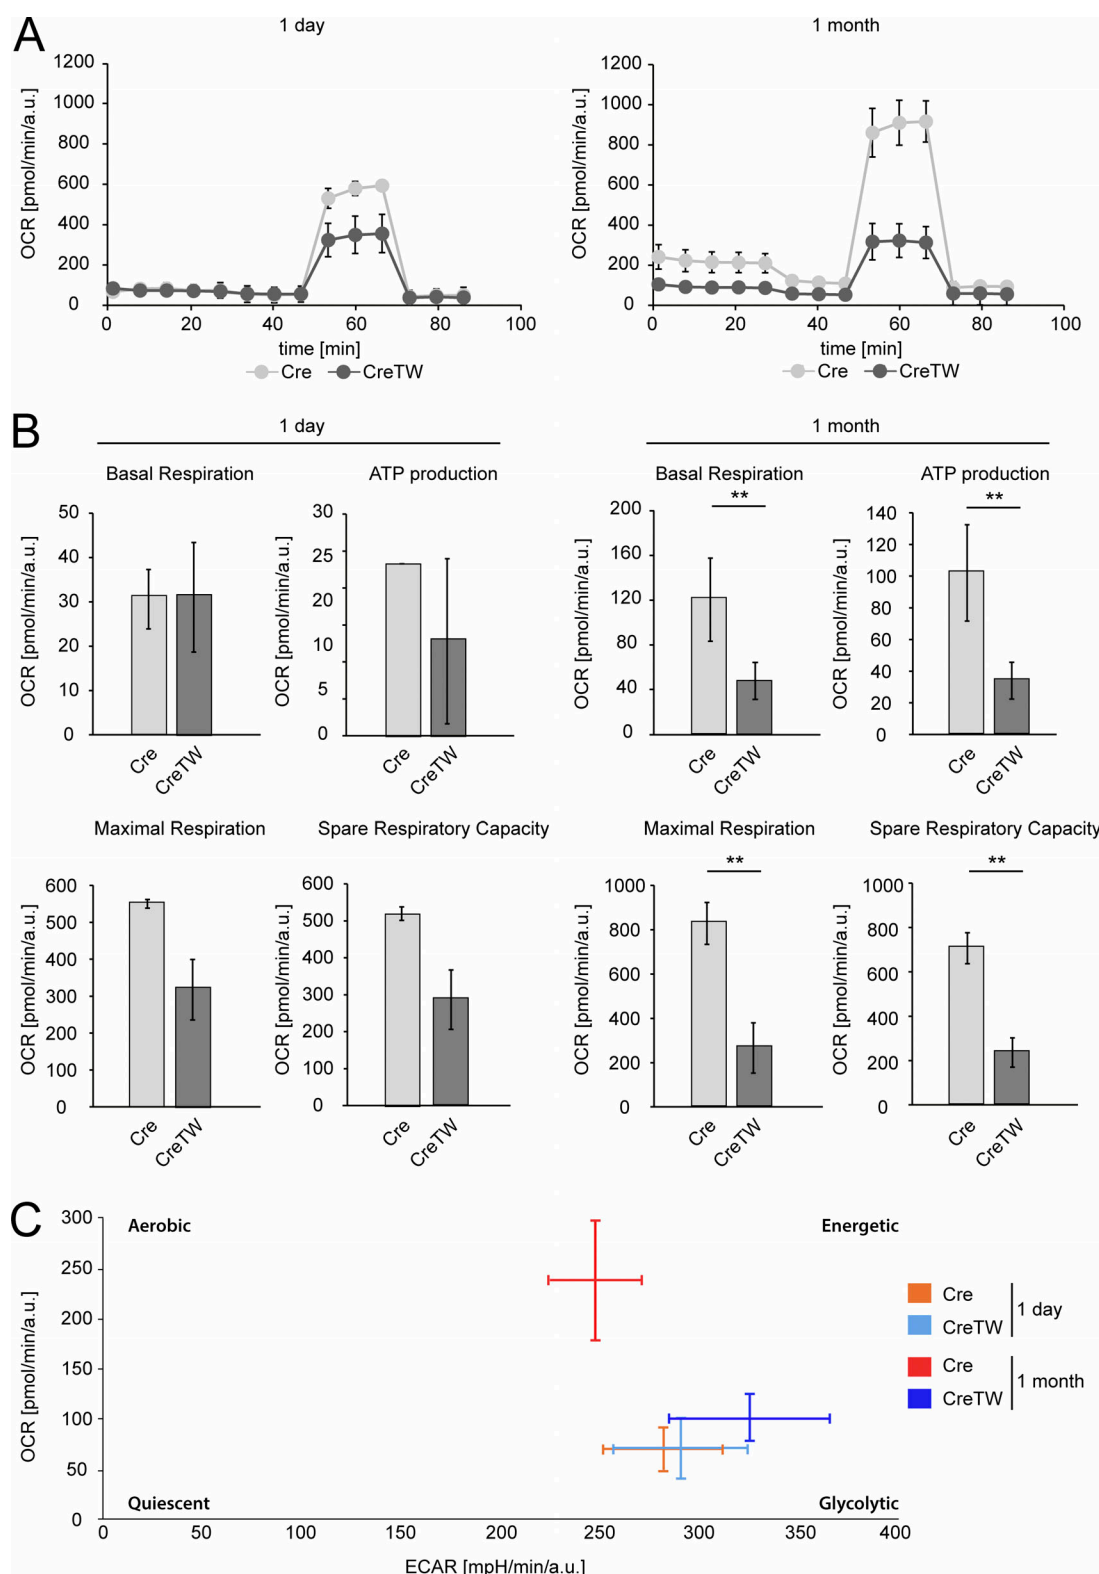 A
1 day
1 month
1200
1000
800
600
400
200
0
OCR [pmol/min/a.u.]
0
20
40
60
80
100
time [min]
Cre
CreTW
1200
1000
800
600
400
200
0
OCR [pmol/min/a.u.]
0
20
40
60
80
100
time [min]
Cre
CreTW
B
1 day
1 month
Basal Respiration
50
40
30
20
10
0
OCR [pmol/min/a.u.]
Cre
CreTW
ATP production
30
25
20
10
5
0
OCR [pmol/min/a.u.]
Cre
CreTW
Basal Respiration
**
200
160
120
80
40
0
OCR [pmol/min/a.u.]
Cre
CreTW
ATP production
**
140
120
100
80
60
40
20
0
OCR [pmol/min/a.u.]
Cre
CreTW
Maximal Respiration
600
500
400
300
200
100
0
OCR [pmol/min/a.u.]
Cre
CreTW
Spare Respiratory Capacity
600
500
400
300
200
100
0
OCR [pmol/min/a.u.]
Cre
CreTW
Maximal Respiration
**
1000
800
600
400
200
0
OCR [pmol/min/a.u.]
Cre
CreTW
Spare Respiratory Capacity
**
1000
800
600
400
200
0
OCR [pmol/min/a.u.]
Cre
CreTW
C
300
250
200
150
100
50
0
OCR [pmol/min/a.u.]
Aerobic
Energetic
Quiescent
Glycolytic
0
50
100
150
200
250
300
350
400
ECAR [mpH/min/a.u.]
Cre
CreTW
1 day
Cre
CreTW
1 month